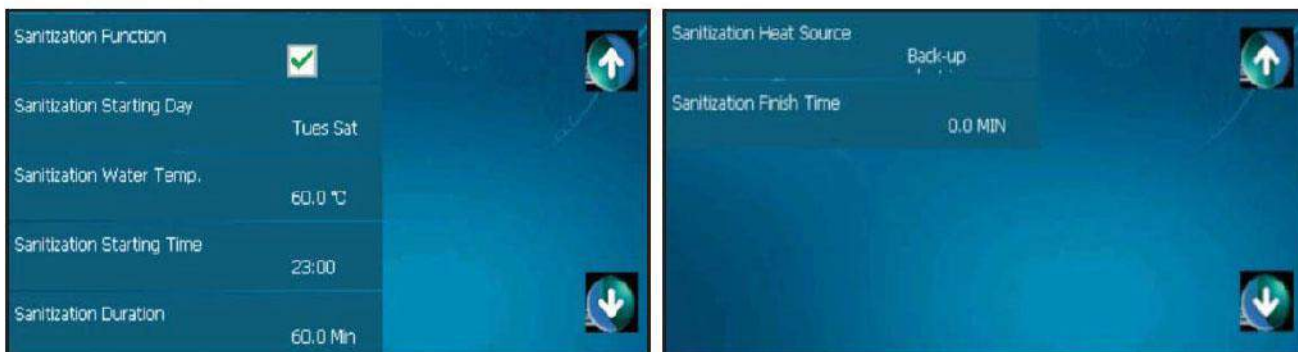 Sanitization Function
Sanitization Starting Day
Tues Sat
Sanitization Water Temp.
60.0 ℃
Sanitization Starting Time
23:00
Sanitization Duration
60.0 Min
Sanitization Heat Source
Back-up
Sanitization Finish Time
0.0 MIN